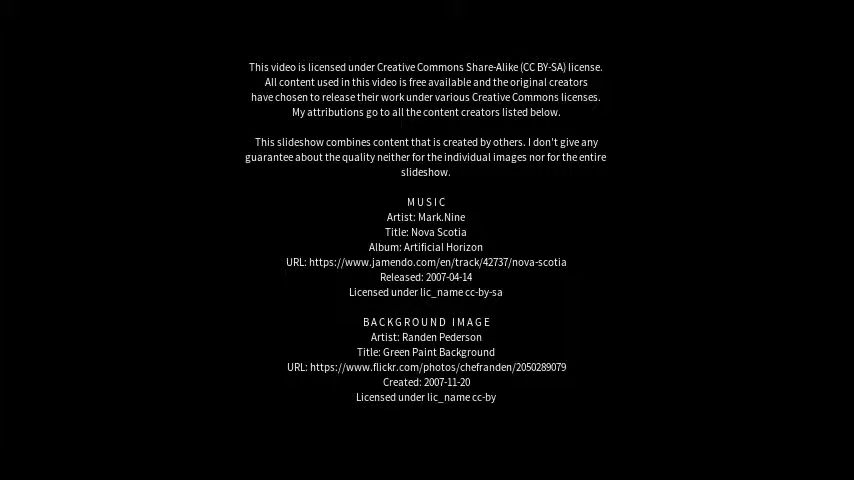 This video is licensed under Creative Commons Share-Alike (CC BY-SA) license.
All content used in this video is free available and the original creators
have chosen to release their work under various Creative Commons licenses.
My attributions go to all the content creators listed below.
This slideshow combines content that is created by others. I don't give any
guarantee about the quality neither for the individual images nor for the entire
slideshow.
MUSIC
Artist: Mark.Nine
Title: Nova Scotia
Album: Artificial Horizon
URL: https://www.jamendo.com/en/track/42737/nova-scotia
Released: 2007-04-14
Licensed under lic_name cc-by-sa
BACKGROUND IMAGE
Artist: Randen Pederson
Title: Green Paint Background
URL: https://www.flickr.com/photos/chefranden/2050289079
Created: 2007-11-20
Licensed under lic_name cc-by